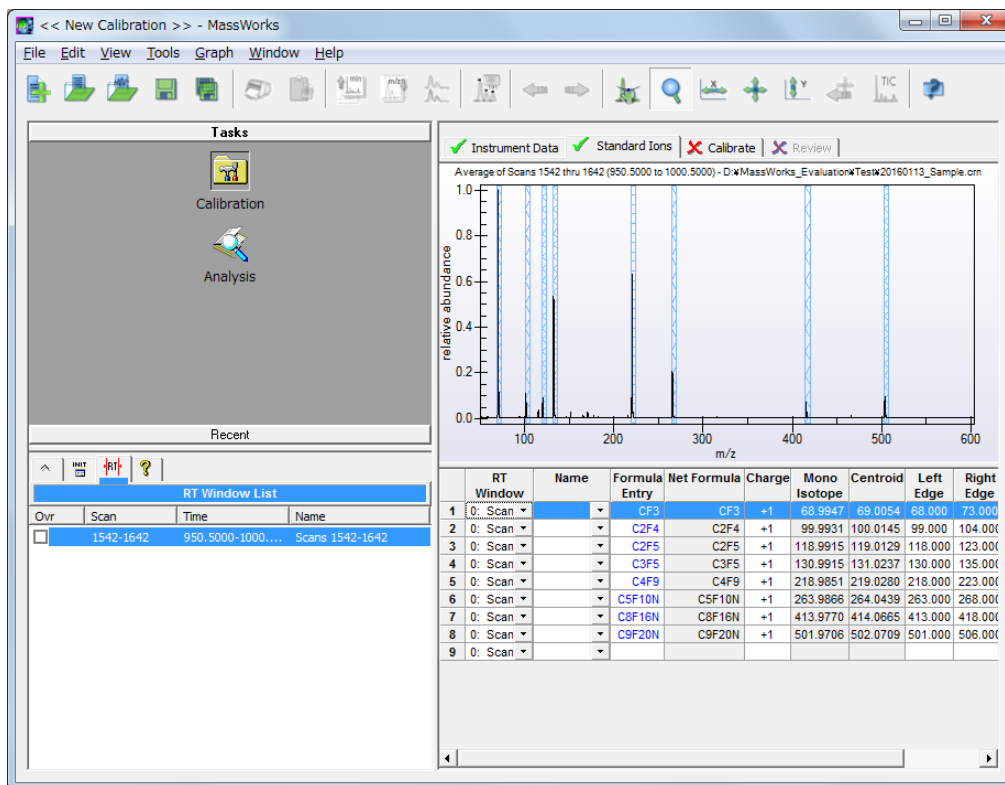 << New Calibration >> - MassWorks
File Edit View Tools Graph Window Help
min m/z? TIC
Tasks
Calibration
Analysis
Recent
INIT RT ?
RT Window List
Ovr Scan Time Name
1542-1642 950.5000-1000.... Scans 1542-1642
Instrument Data Standard Ions Calibrate Review
Average of Scans 1542 thru 1642 (950.5000 to 1000.5000) - D:¥MassWorks_Evaluation¥Test¥20160113_Sample.crn
relative abundance
1.0
0.8
0.6
0.4
0.2
0.0
100 200 300 400 500 600
m/z
RT Window Name Formula Entry Net Formula Charge Mono Isotope Centroid Left Edge Right Edge
1 0: Scan CF3 CF3 +1 68.9947 69.0054 68.000 73.000
2 0: Scan C2F4 C2F4 +1 99.9931 100.0145 99.000 104.000
3 0: Scan C2F5 C2F5 +1 118.9915 119.0129 118.000 123.000
4 0: Scan C3F5 C3F5 +1 130.9915 131.0237 130.000 135.000
5 0: Scan C4F9 C4F9 +1 218.9851 219.0280 218.000 223.000
6 0: Scan C5F10N C5F10N +1 263.9866 264.0439 263.000 268.000
7 0: Scan C8F16N C8F16N +1 413.9770 414.0665 413.000 418.000
8 0: Scan C9F20N C9F20N +1 501.9706 502.0709 501.000 506.000
9 0: Scan